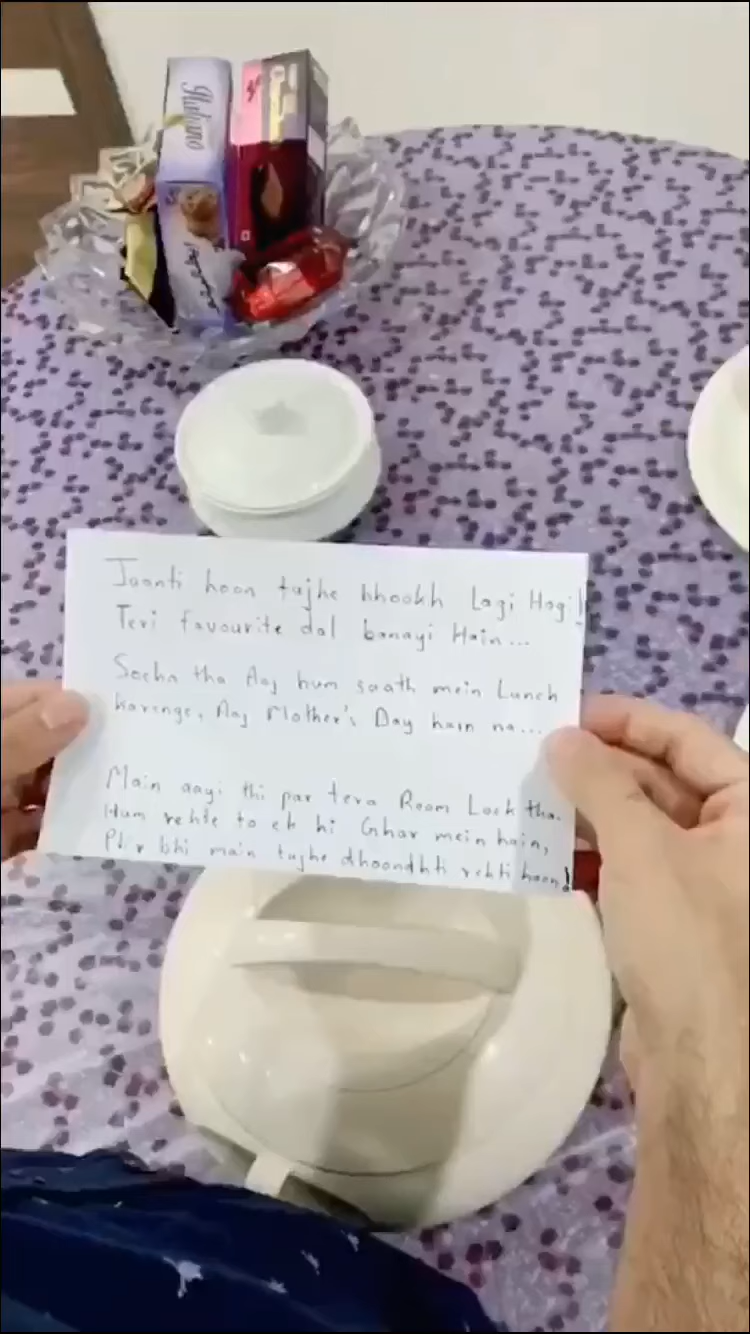 Milano
Jaanti hoon tujhe bhookh Lagi Hogi!
Teri favourite dal banayi Hain...
Socha tha Aaj hum saath mein Lunch
karenge, Aaj Mother's Day hain na...
Main aayi thi par tera Room Lock tha.
Hum rehte to ek hi Ghar mein hain,
Phir bhi main tujhe dhoondhti rehti hoon!